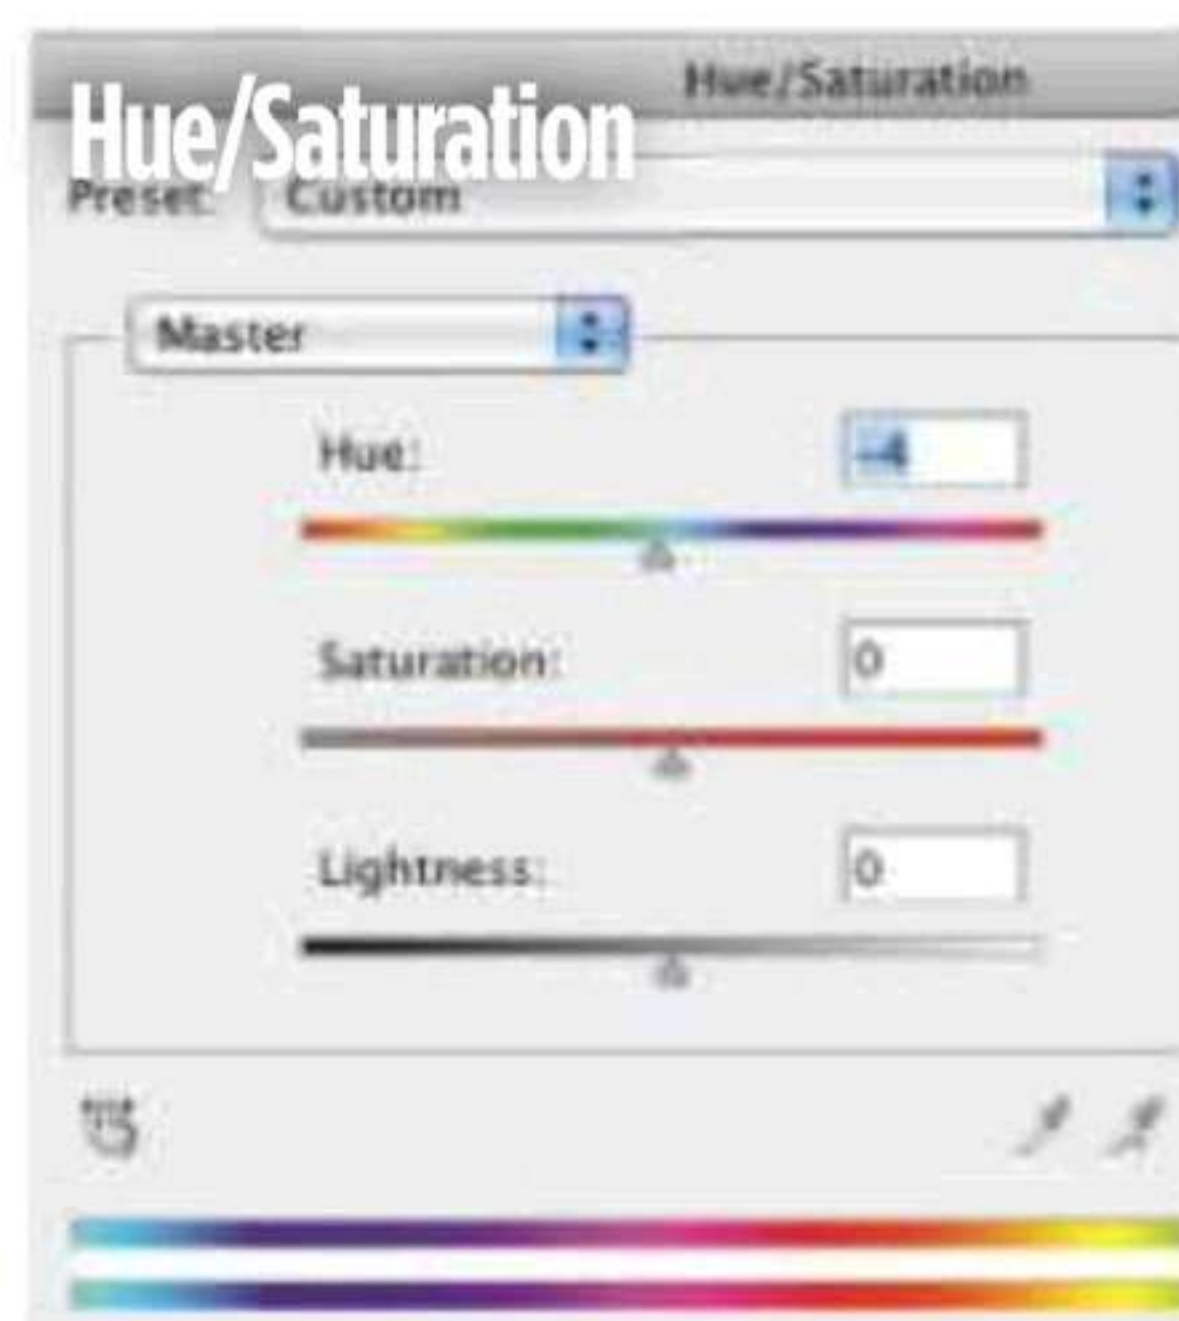 Hue/Saturation
Hue/Saturation
Preset: Custom
Master
Hue: -4
Saturation: 0
Lightness: 0